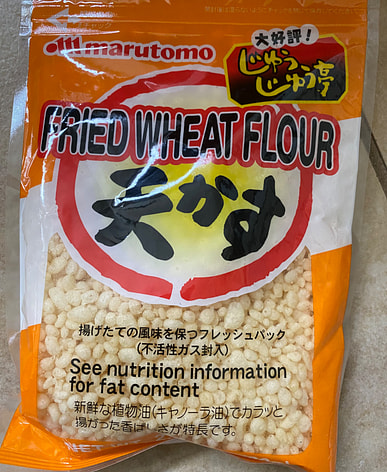 marutomo
大好評！
じゅう
じゅう亭
FRIED WHEAT FLOUR
天かす
揚げたての風味を保つフレッシュパック
（不活性ガス封入）
See nutrition information
for fat content
新鮮な植物油（キャノーラ油）でカラッと
揚がった香ばしさが特長です。